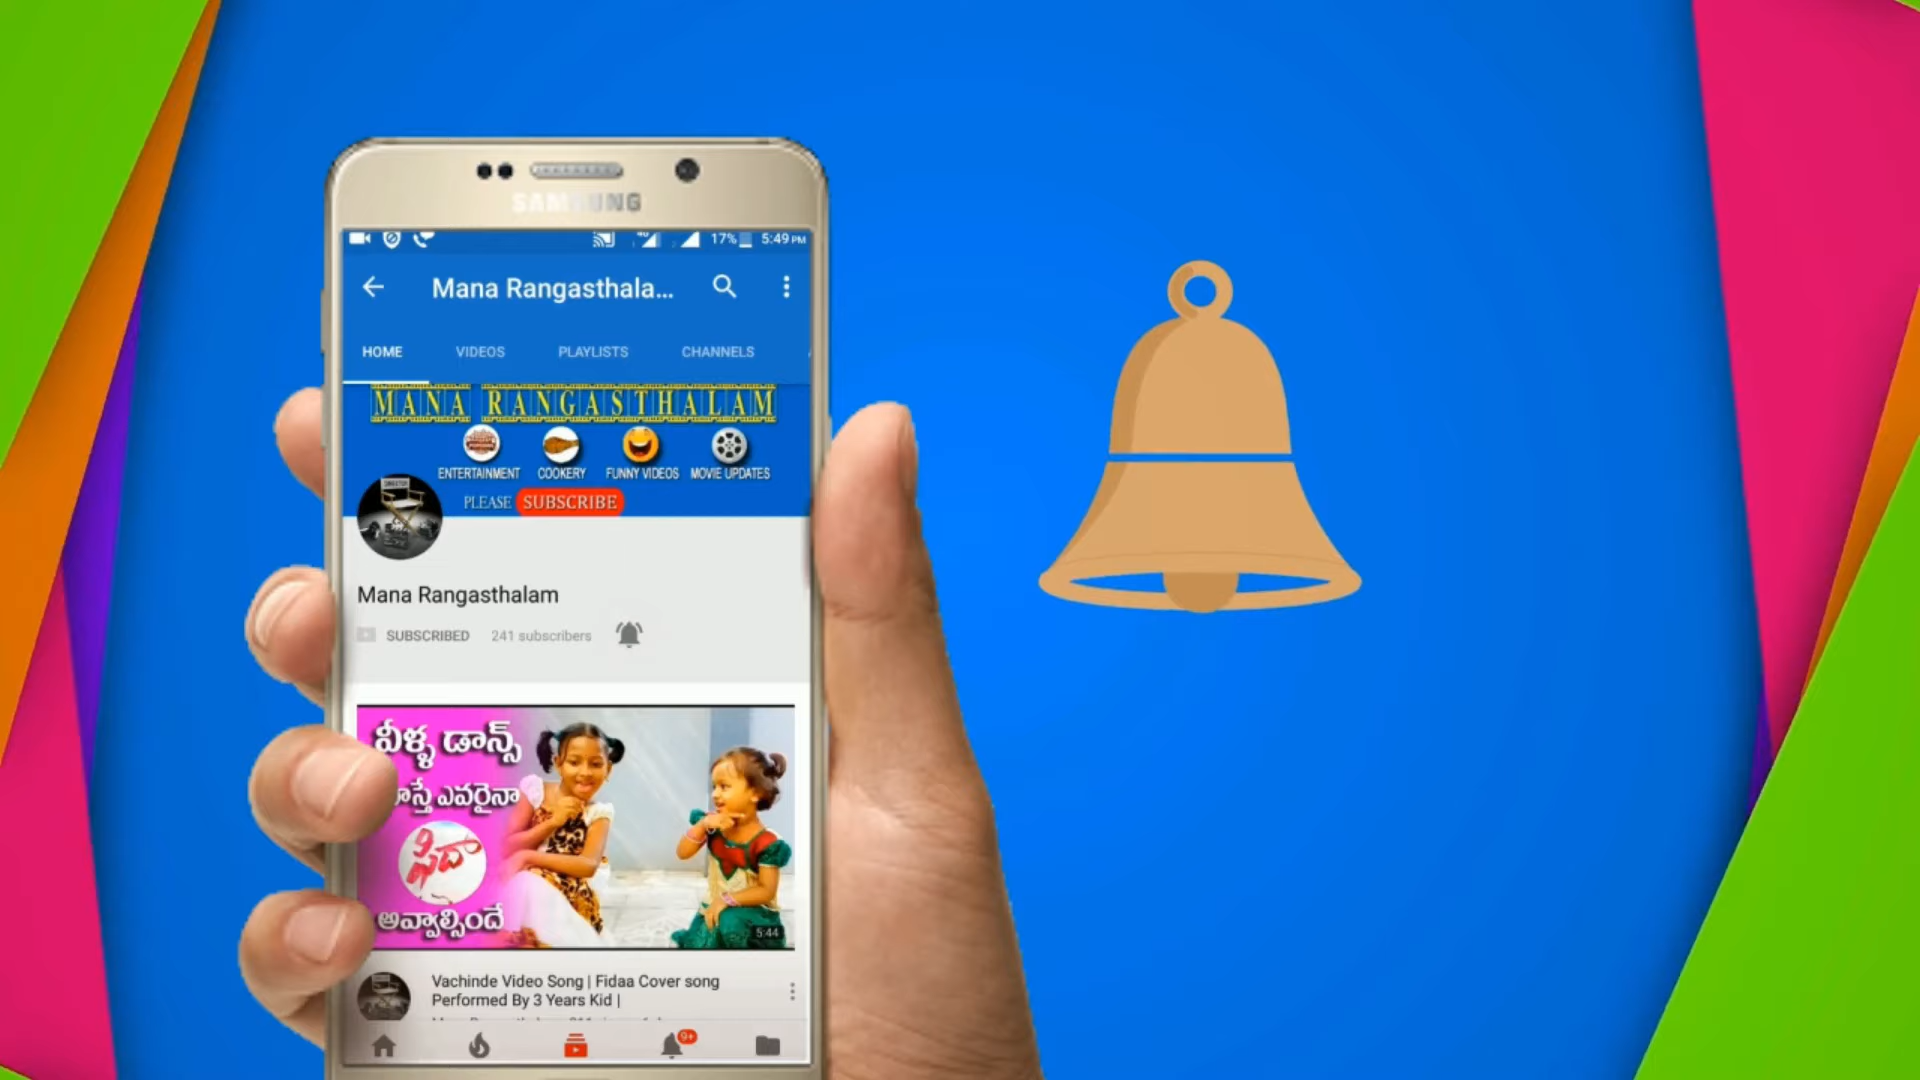 SAMSUNG
17% 5:49 PM
Mana Rangasthala...
HOME VIDEOS PLAYLISTS CHANNELS
MANA RANGASTHALAM
ENTERTAINMENT COOKERY FUNNY VIDEOS MOVIE UPDATES
PLEASE SUBSCRIBE
DIRECTOR
Mana Rangasthalam
SUBSCRIBED 241 subscribers
వీళ్ళ డాన్స్
ఎవరైనా
ఫిదా
అవ్వాల్సిందే
5:44
Vachinde Video Song | Fidaa Cover song
Performed By 3 Years Kid |
9+